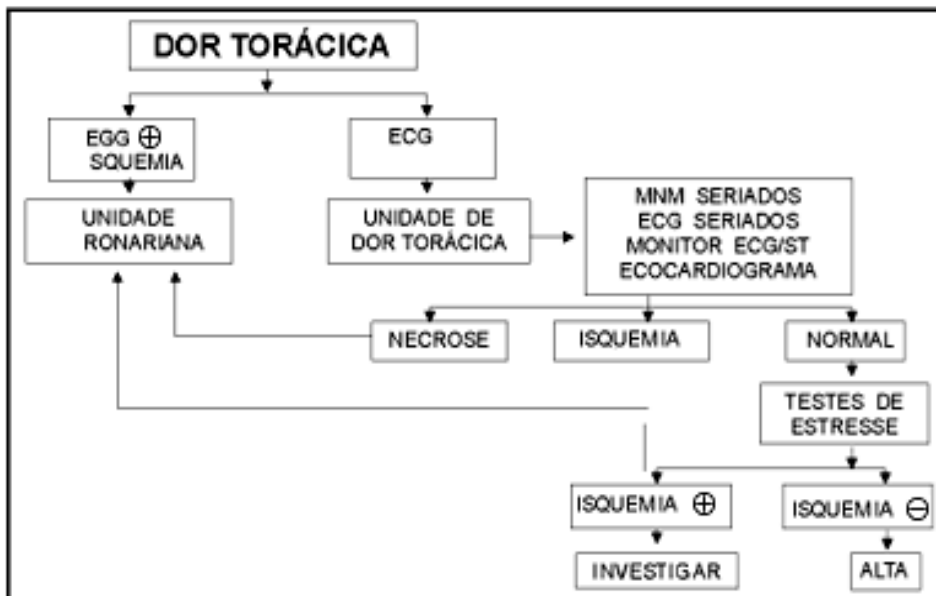 DOR TORÁCICA
EGG ⊕
SQUEMIA
ECG
UNIDADE
RONARIANA
UNIDADE DE
DOR TORÁCICA
MNM SERIADOS
ECG SERIADOS
MONITOR ECG/ST
ECOCARDIOGRAMA
NECROSE
ISQUEMIA
NORMAL
TESTES DE
ESTRESSE
ISQUEMIA ⊕
ISQUEMIA ⊖
INVESTIGAR
ALTA